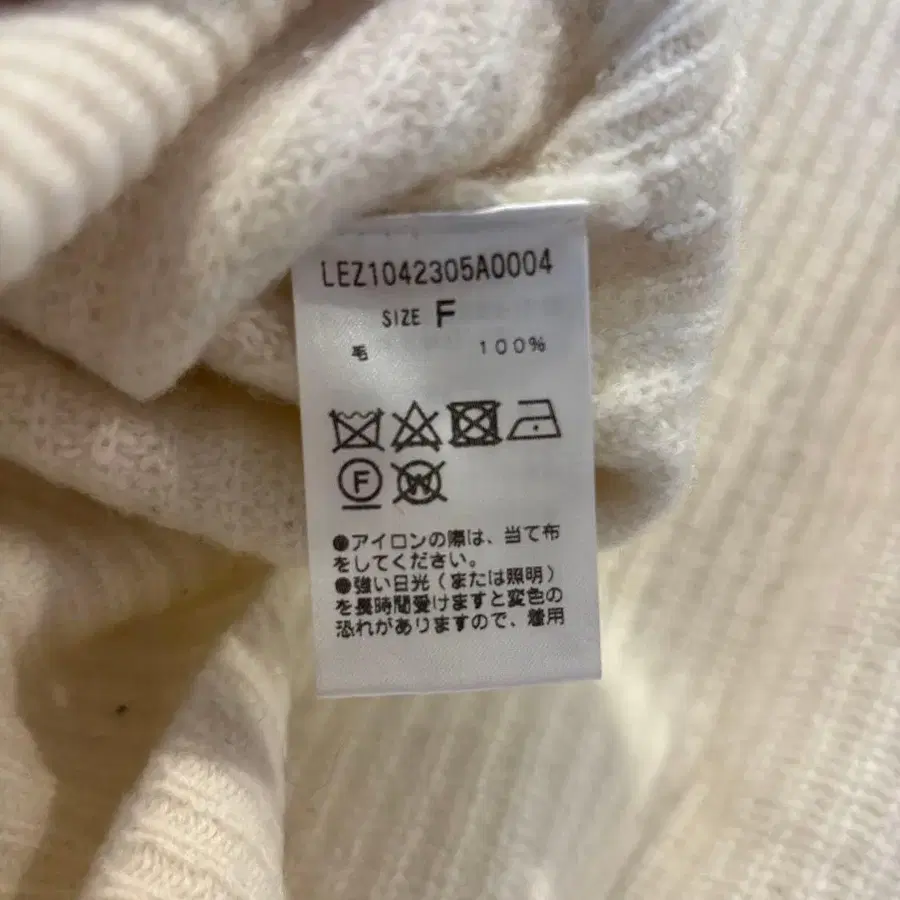 LEZ1042305A0004
SIZE F
毛 100%
F W
●アイロンの際は、当て布
をしてください。
●強い日光(または照明)
を長時間受けますと変色の
恐れがありますので、着用